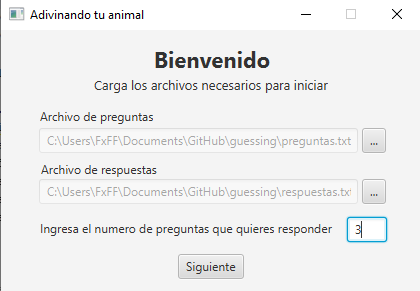 Adivinando tu animal
Bienvenido
Carga los archivos necesarios para iniciar
Archivo de preguntas
C:\Users\FxFF\Documents\GitHub\guessing\preguntas.txt
...
Archivo de respuestas
C:\Users\FxFF\Documents\GitHub\guessing\respuestas.txt
...
Ingresa el numero de preguntas que quieres responder 3
Siguiente